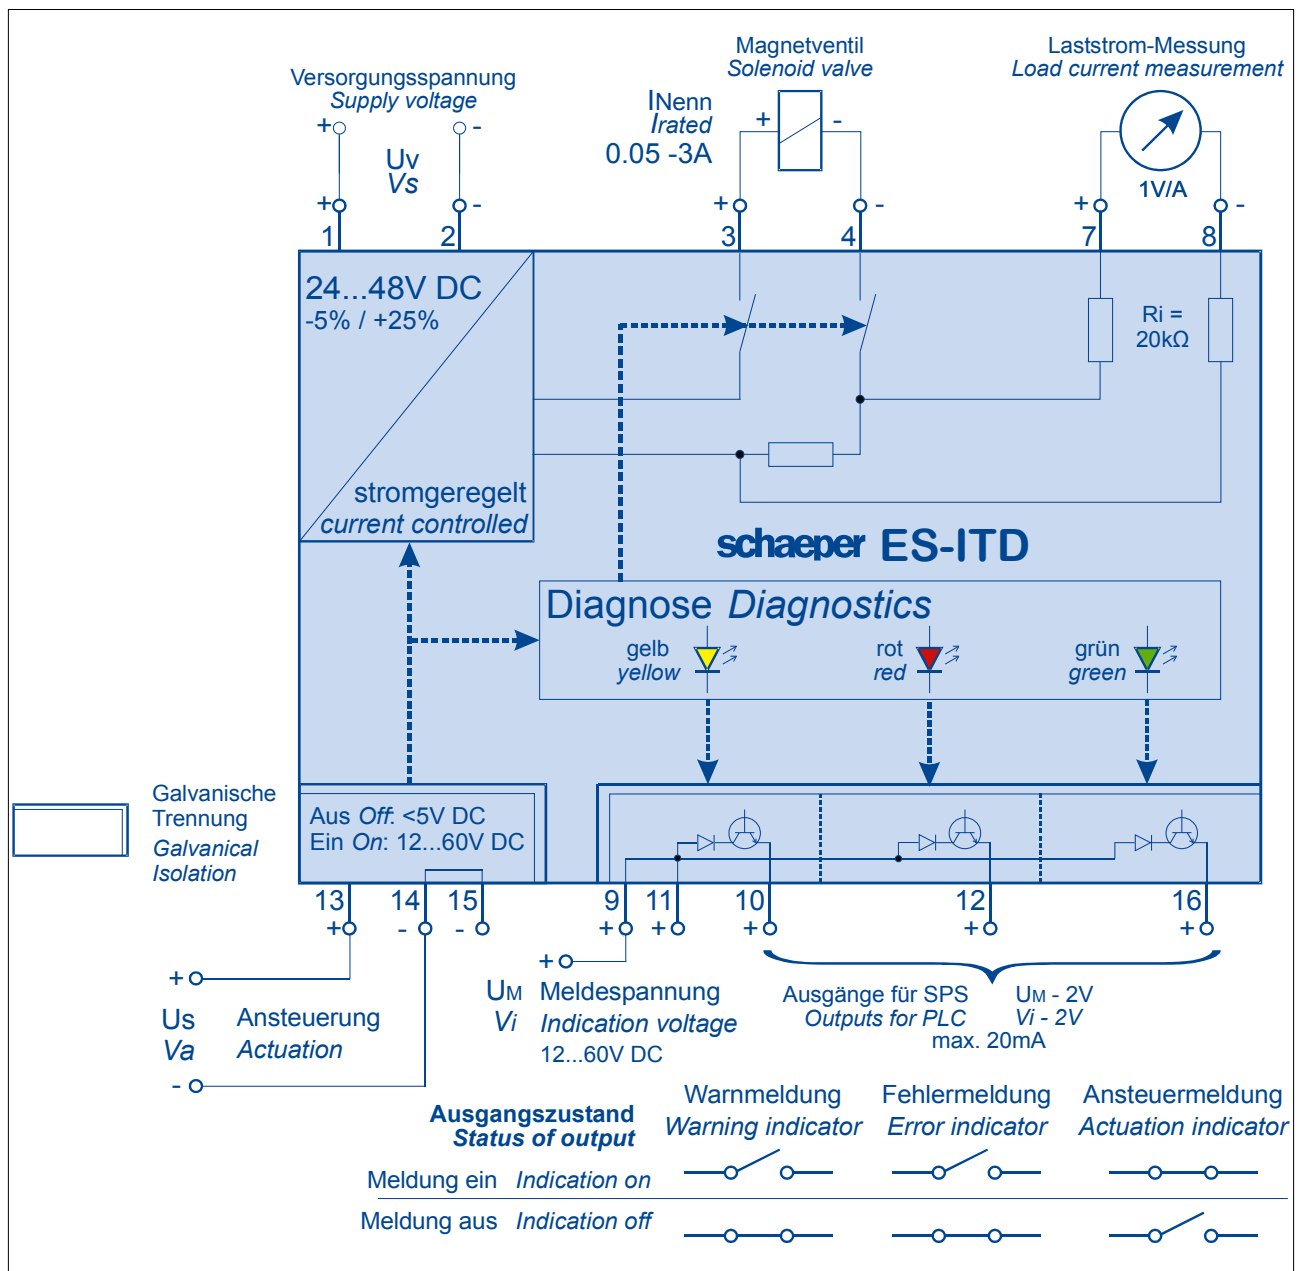 Magnetventil
Solenoid valve
Laststrom-Messung
Load current measurement
Versorgungsspannung
Supply voltage
INenn
Irated
0.05 -3A
+ -
+ -
Uv
Vs
1V/A
+ -
+ -
+ -
1 2 3 4 7 8
24...48V DC
-5% / +25%
Ri =
20kΩ
stromgeregelt
current controlled
schaeper ES-ITD
Diagnose Diagnostics
gelb
yellow
rot
red
grün
green
Galvanische
Trennung
Galvanical
Isolation
Aus Off: <5V DC
Ein On: 12...60V DC
13 14 15 9 11 10 12 16
+ - - + + + + +
+
Us Ansteuerung
Va Actuation
-
+
UM Meldespannung
Vi Indication voltage
12...60V DC
Ausgänge für SPS UM - 2V
Outputs for PLC Vi - 2V
max. 20mA
Ausgangszustand
Status of output
Warnmeldung
Warning indicator
Fehlermeldung
Error indicator
Ansteuermeldung
Actuation indicator
Meldung ein Indication on
Meldung aus Indication off